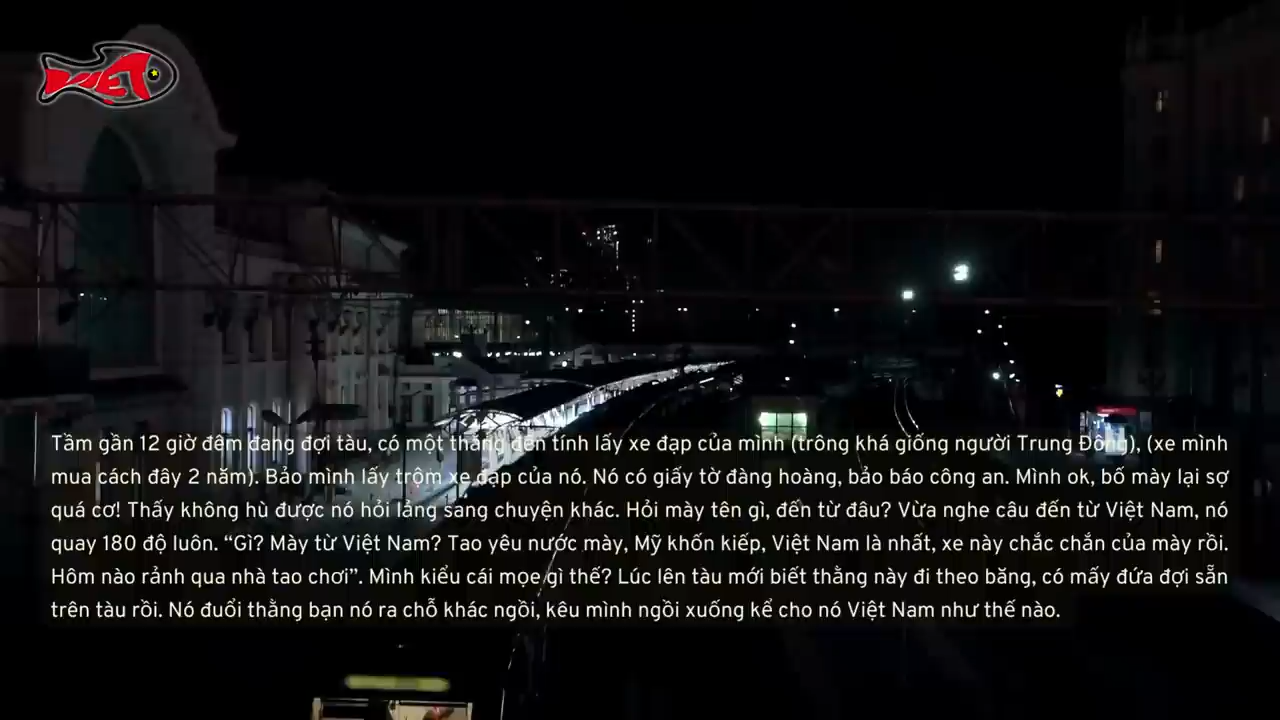 VIET
Tầm gần 12 giờ đêm đang đợi tàu, có một thằng đến tính lấy xe đạp của mình (trông khá giống người Trung Đông), (xe mình
mua cách đây 2 năm). Bảo mình lấy trộm xe đạp của nó. Nó có giấy tờ đàng hoàng, bảo báo công an. Mình ok, bố mày lại sợ
quá cơ! Thấy không hù được nó hỏi lảng sang chuyện khác. Hỏi mày tên gì, đến từ đâu? Vừa nghe câu đến từ Việt Nam, nó
quay 180 độ luôn. “Gì? Mày từ Việt Nam? Tao yêu nước mày, Mỹ khốn kiếp, Việt Nam là nhất, xe này chắc chắn của mày rồi.
Hôm nào rảnh qua nhà tao chơi”. Mình kiểu cái mọe gì thế? Lúc lên tàu mới biết thằng này đi theo băng, có mấy đứa đợi sẵn
trên tàu rồi. Nó đuổi thằng bạn nó ra chỗ khác ngồi, kêu mình ngồi xuống kể cho nó Việt Nam như thế nào.